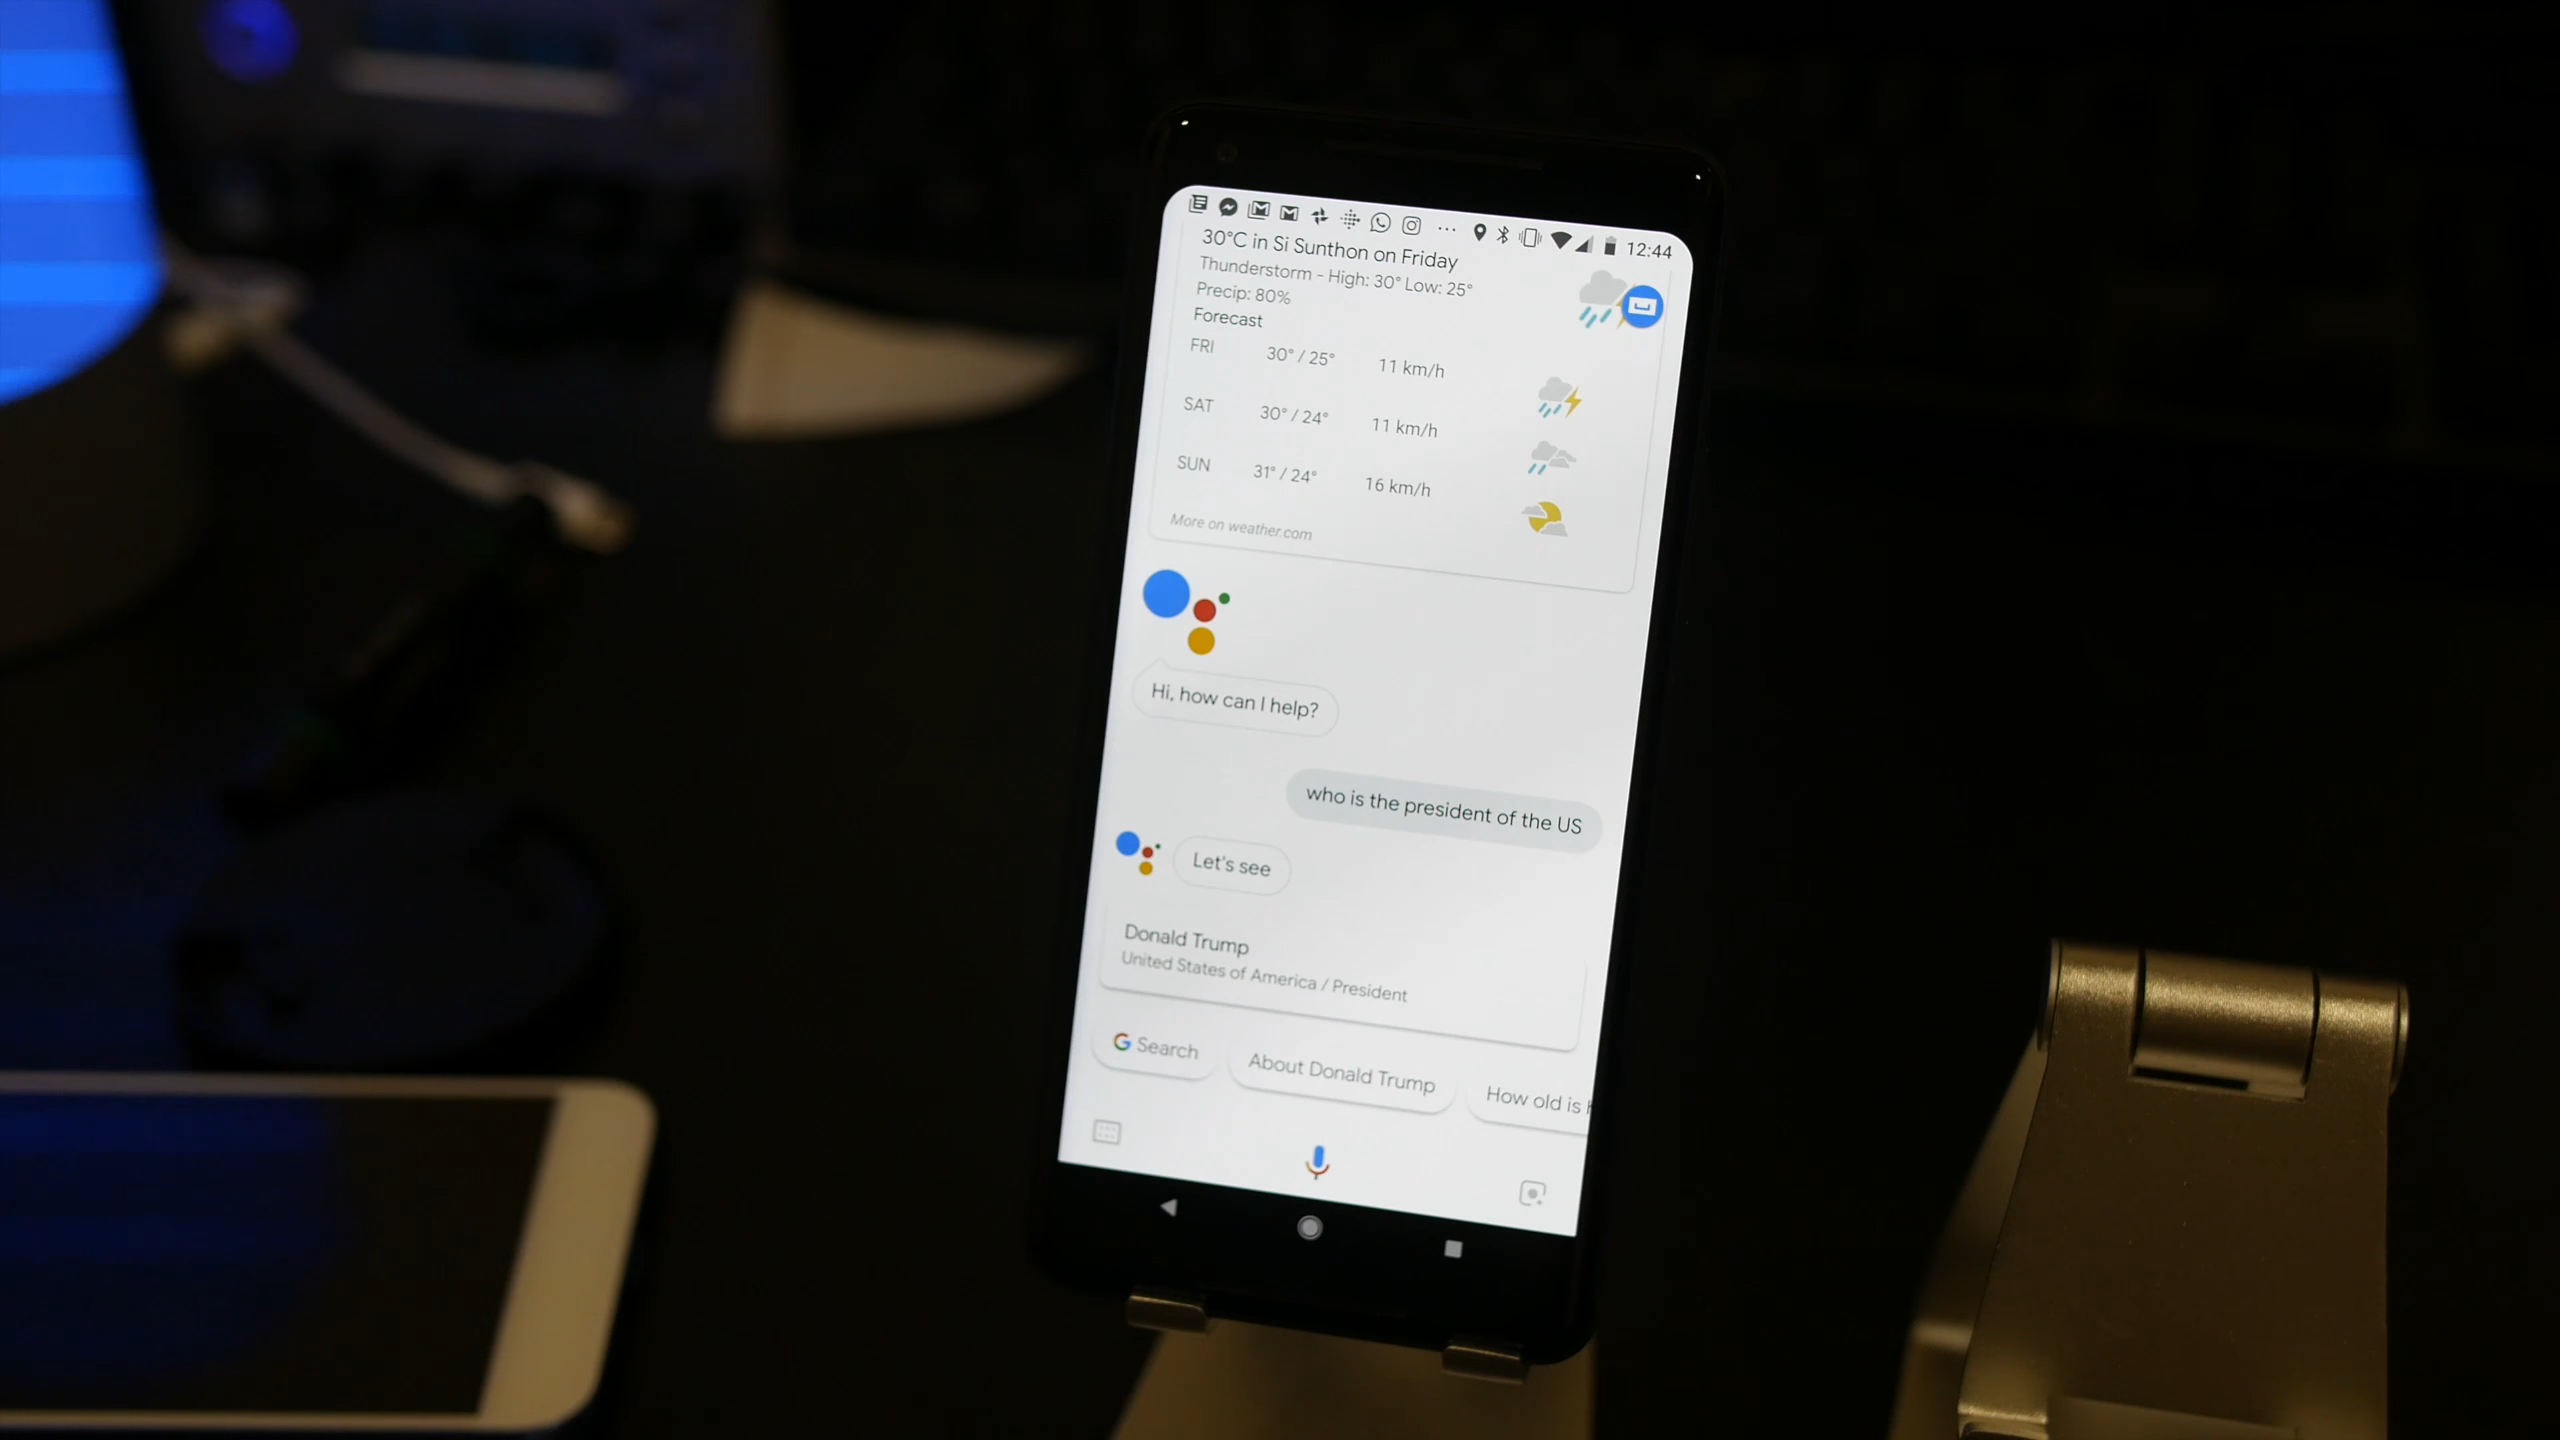 12:44
30°C in Si Sunthon on Friday
Thunderstorm - High: 30° Low: 25°
Precip: 80%
Forecast
FRI 30° / 25° 11 km/h
SAT 30° / 24° 11 km/h
SUN 31° / 24° 16 km/h
More on weather.com
Hi, how can I help?
who is the president of the US
Let's see
Donald Trump
United States of America / President
G Search About Donald Trump How old is